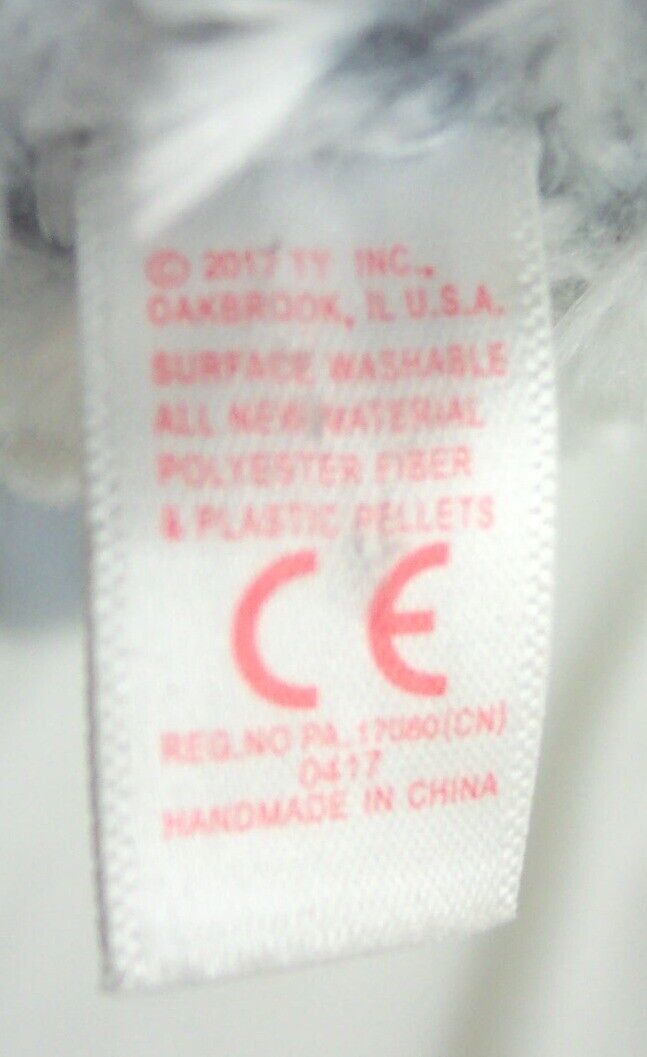 © 2017 TY INC.,
OAKBROOK, IL U.S.A.
SURFACE WASHABLE
ALL NEW MATERIAL
POLYESTER FIBER
& PLASTIC PELLETS
CE
REG.NO PA. 17080(CN)
0417
HANDMADE IN CHINA